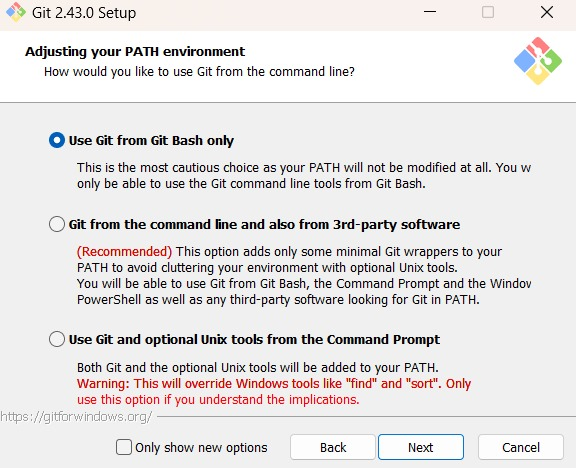 Git 2.43.0 Setup
Adjusting your PATH environment
How would you like to use Git from the command line?
Use Git from Git Bash only
This is the most cautious choice as your PATH will not be modified at all. You w
only be able to use the Git command line tools from Git Bash.
Git from the command line and also from 3rd-party software
(Recommended) This option adds only some minimal Git wrappers to your
PATH to avoid cluttering your environment with optional Unix tools.
You will be able to use Git from Git Bash, the Command Prompt and the Window
PowerShell as well as any third-party software looking for Git in PATH.
Use Git and optional Unix tools from the Command Prompt
Both Git and the optional Unix tools will be added to your PATH.
Warning: This will override Windows tools like "find" and "sort". Only
use this option if you understand the implications.
https://gitforwindows.org/
Only show new options
Back
Next
Cancel